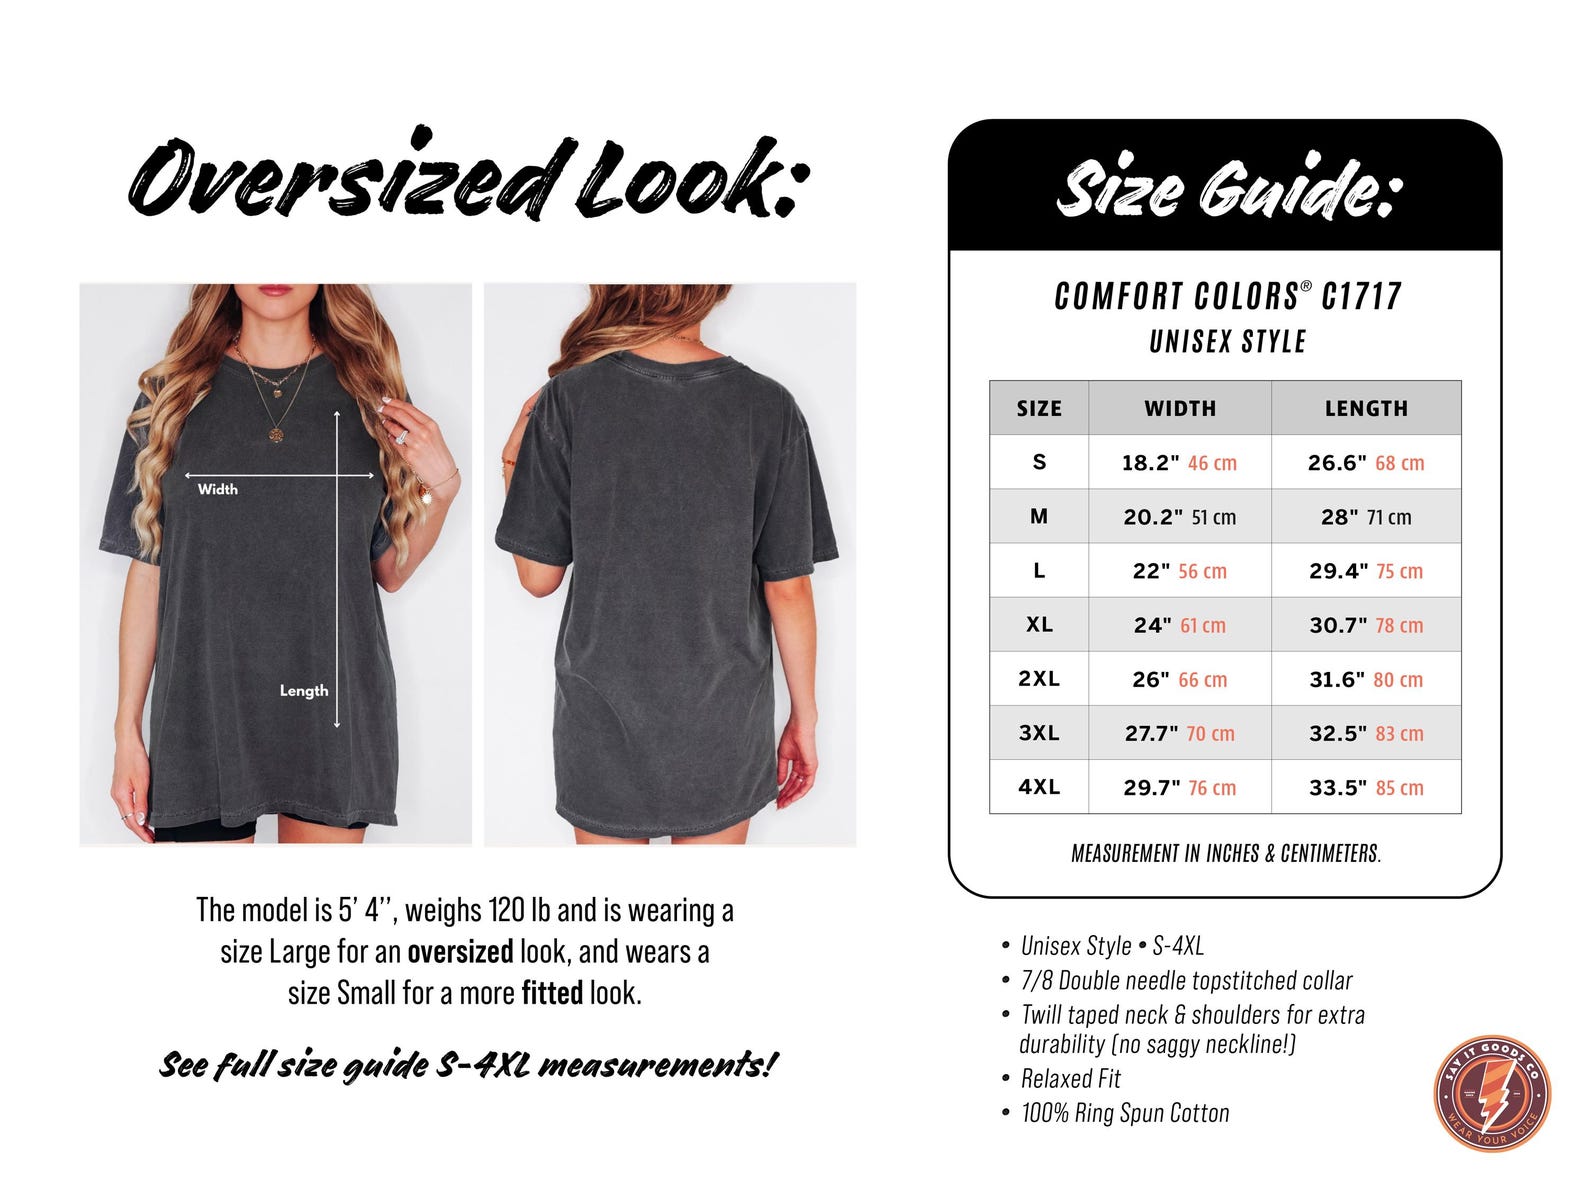 Oversized Look:
Width
Length
The model is 5’ 4’’, weighs 120 lb and is wearing a
size Large for an oversized look, and wears a
size Small for a more fitted look.
See full size guide S-4XL measurements!
Size Guide:
COMFORT COLORS® C1717
UNISEX STYLE
SIZE WIDTH LENGTH
S 18.2" 46 cm 26.6" 68 cm
M 20.2" 51 cm 28" 71 cm
L 22" 56 cm 29.4" 75 cm
XL 24" 61 cm 30.7" 78 cm
2XL 26" 66 cm 31.6" 80 cm
3XL 27.7" 70 cm 32.5" 83 cm
4XL 29.7" 76 cm 33.5" 85 cm
MEASUREMENT IN INCHES & CENTIMETERS.
• Unisex Style • S-4XL
• 7/8 Double needle topstitched collar
• Twill taped neck & shoulders for extra
durability (no saggy neckline!)
• Relaxed Fit
• 100% Ring Spun Cotton
SAY IT GOODS CO
WEAR YOUR VOICE